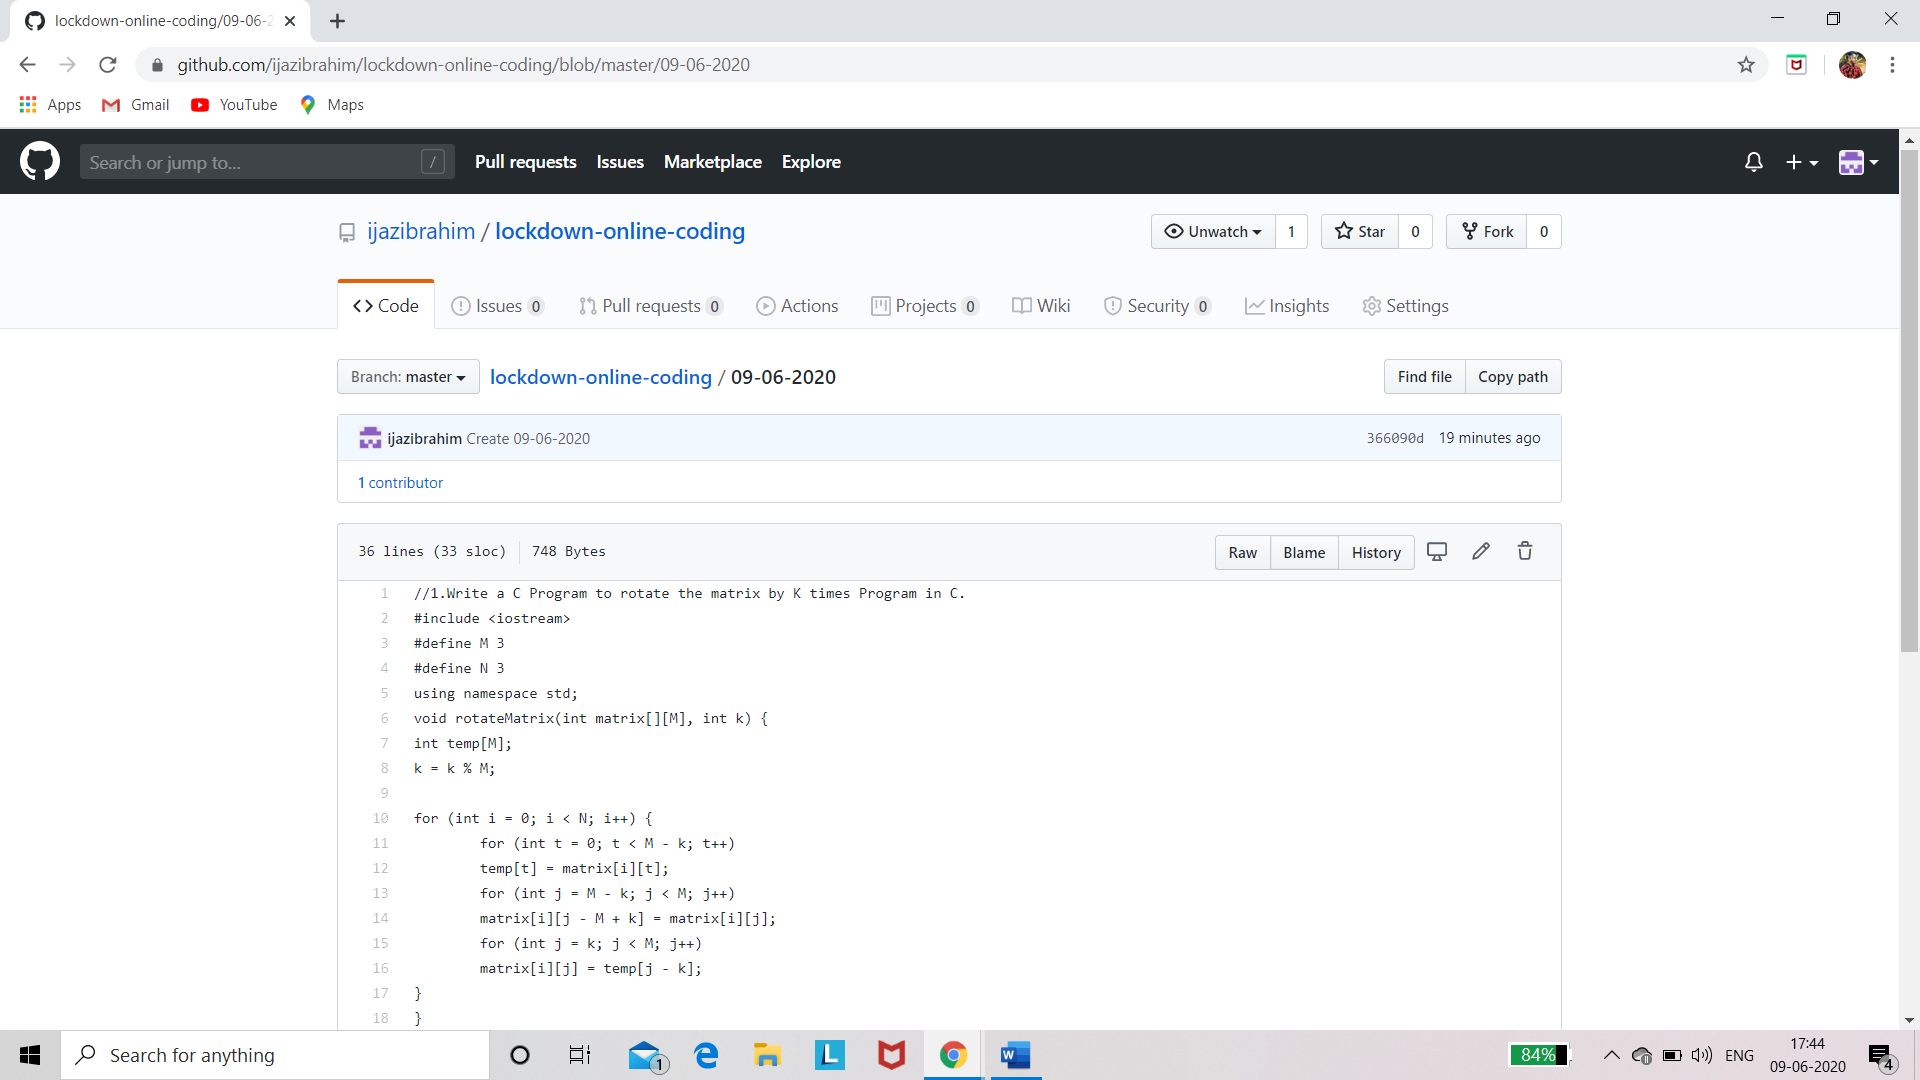 lockdown-online-coding/09-06-2
github.com/ijazibrahim/lockdown-online-coding/blob/master/09-06-2020
Apps Gmail YouTube Maps
Search or jump to... / Pull requests Issues Marketplace Explore
ijazibrahim / lockdown-online-coding Unwatch 1 Star 0 Fork 0
Code Issues 0 Pull requests 0 Actions Projects 0 Wiki Security 0 Insights Settings
Branch: master lockdown-online-coding / 09-06-2020 Find file Copy path
ijazibrahim Create 09-06-2020 366090d 19 minutes ago
1 contributor
36 lines (33 sloc) 748 Bytes Raw Blame History
1 //1.Write a C Program to rotate the matrix by K times Program in C.
2 #include <iostream>
3 #define M 3
4 #define N 3
5 using namespace std;
6 void rotateMatrix(int matrix[][M], int k) {
7 int temp[M];
8 k = k % M;
9
10 for (int i = 0; i < N; i++) {
11 for (int t = 0; t < M - k; t++)
12 temp[t] = matrix[i][t];
13 for (int j = M - k; j < M; j++)
14 matrix[i][j - M + k] = matrix[i][j];
15 for (int j = k; j < M; j++)
16 matrix[i][j] = temp[j - k];
17 }
18 }
Search for anything 1 L W 84% ENG 17:44
09-06-2020 4